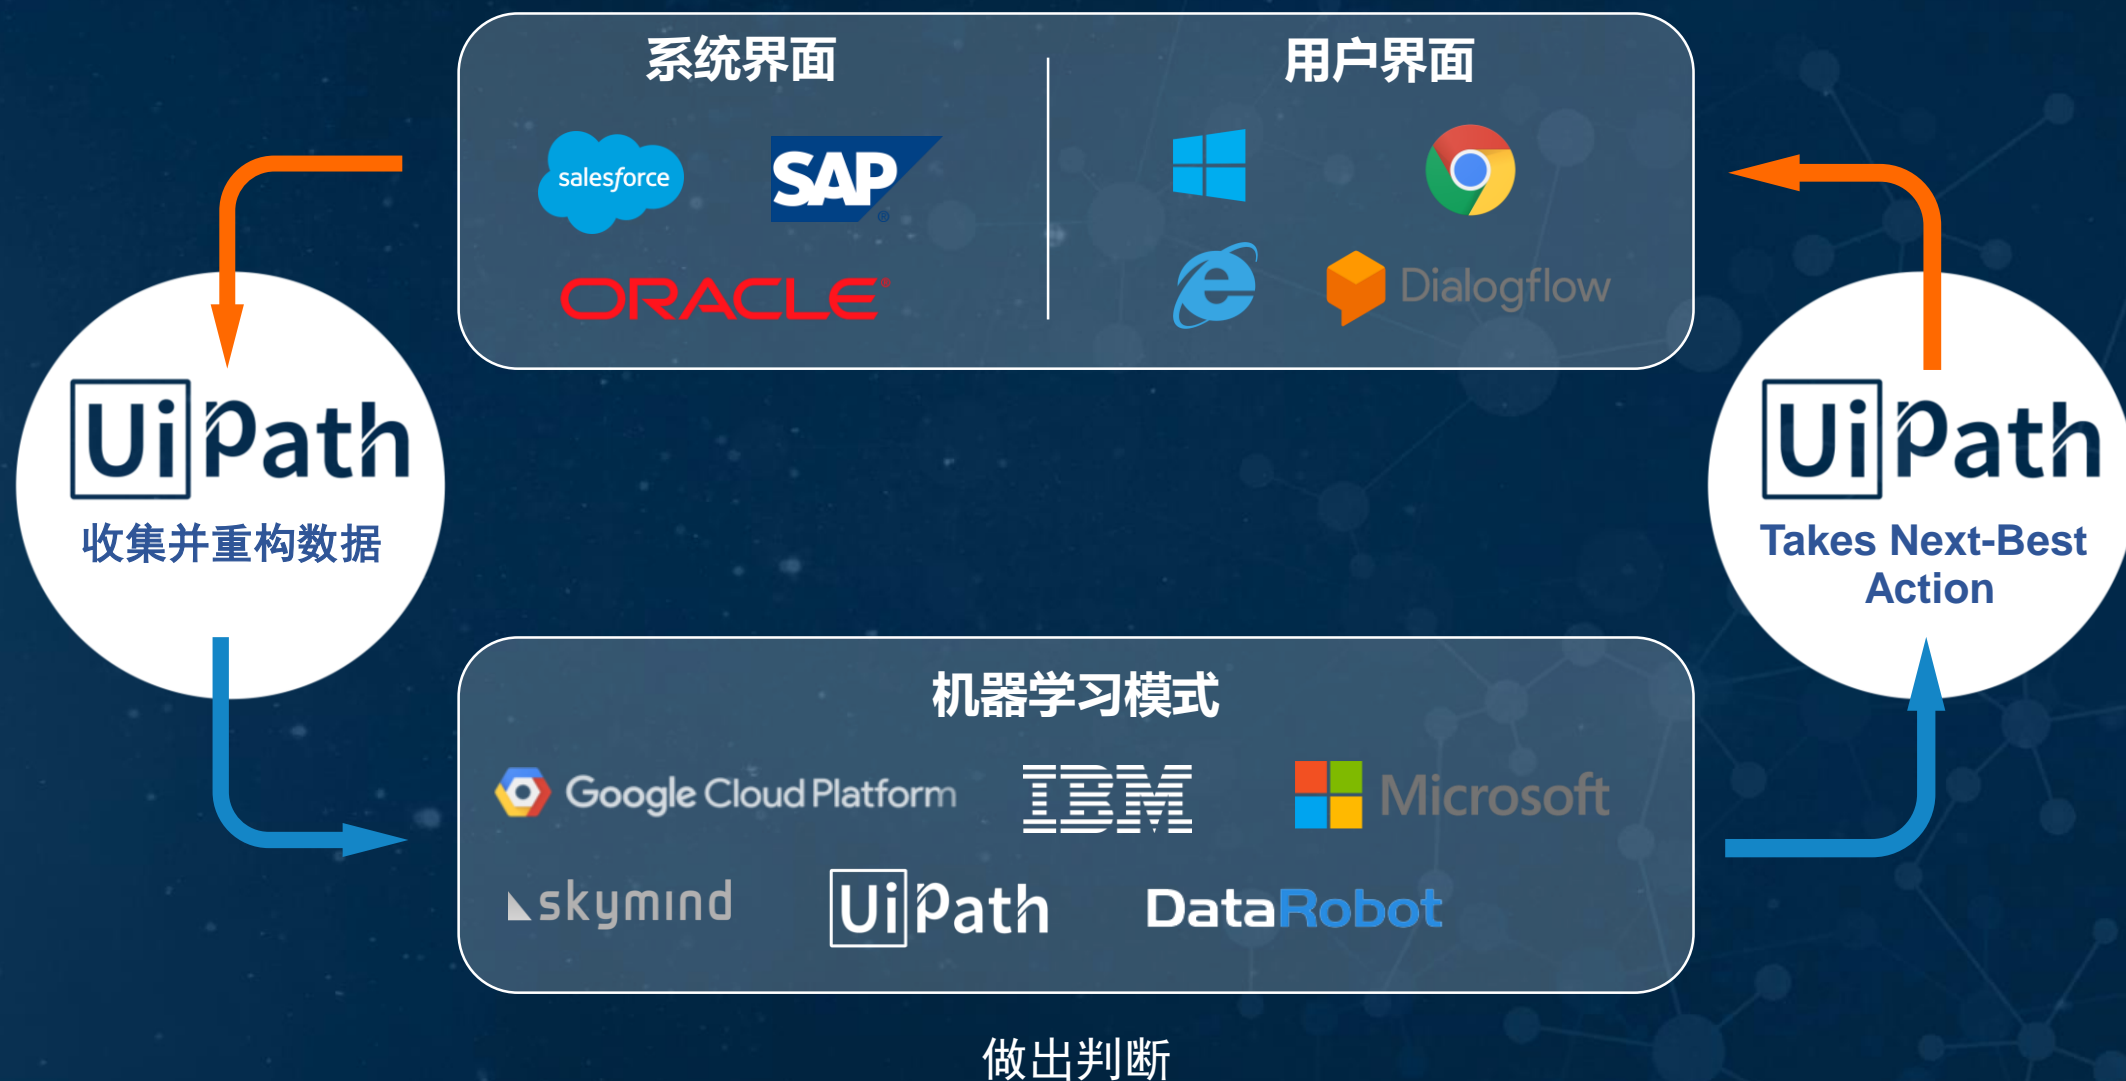 系统界面
用户界面
salesforce
SAP®
ORACLE®
Dialogflow
UiPath
收集并重构数据
UiPath
Takes Next-Best
Action
机器学习模式
Google Cloud Platform
IBM
Microsoft
skymind
UiPath
DataRobot
做出判断